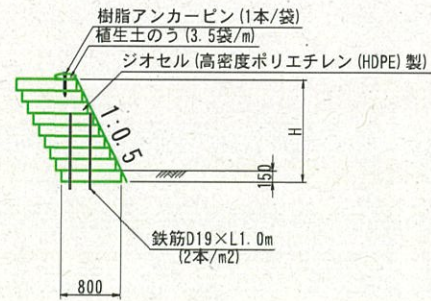 樹脂アンカーピン(1本/袋)
植生土のう(3.5袋/m)
ジオセル(高密度ポリエチレン(HDPE)製)
1:0.5
H
150
鉄筋D19×L1.0m
(2本/m2)
800